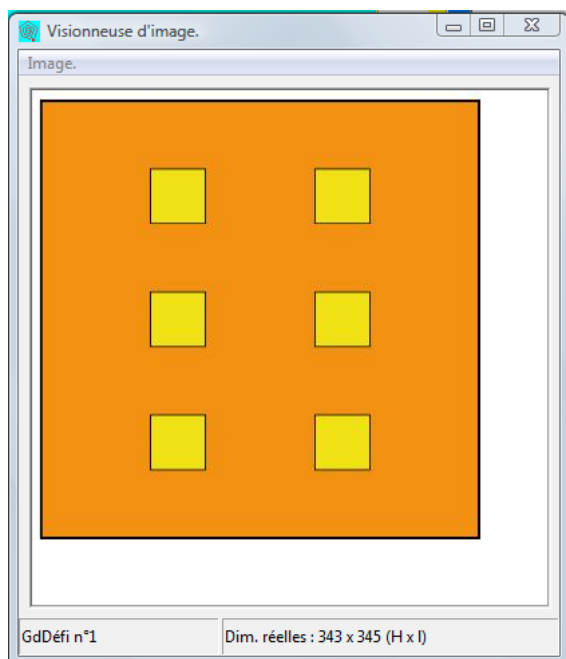 Visionneuse d'image.
Image.
GdDéfi n°1
Dim. réelles : 343 x 345 (H x l)